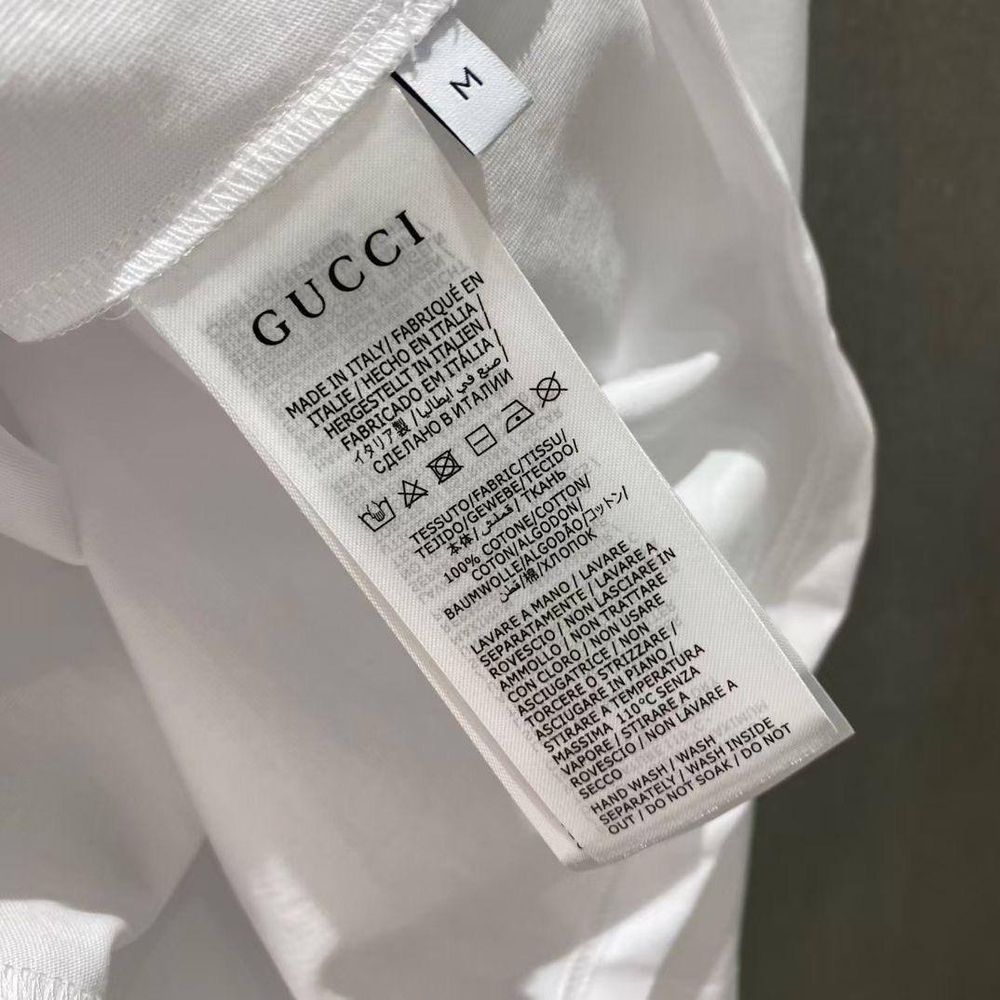 M
GUCCI
MADE IN ITALY/ FABRIQUÉ EN
ITALIE / HECHO EN ITALIA /
HERGESTELLT IN ITALIEN /
FABRICADO EM ITÁLIA /
イタリア製 / صنع في ايطاليا /
СДЕЛАНО В ИТАЛИИ
TESSUTO/FABRIC/TISSU/
TEJIDO/GEWEBE/TECIDO/
本体/ قماش / ТКАНЬ
100% COTONE/COTTON/
COTON/ALGODON/
BAUMWOLLE/ALGODÃO/コットン/
قطن/棉/ХЛОПОК
LAVARE A MANO / LAVARE
SEPARATAMENTE / LAVARE A
ROVESCIO / NON LASCIARE IN
AMMOLLO / NON TRATTARE
CON CLORO / NON USARE
ASCIUGATRICE / NON
TORCERE O STRIZZARE /
ASCIUGARE IN PIANO /
STIRARE A TEMPERATURA
MASSIMA 110°C SENZA
VAPORE / STIRARE A
ROVESCIO / NON LAVARE A
SECCO
HAND WASH / WASH
SEPARATELY / WASH INSIDE
OUT / DO NOT SOAK / DO NOT